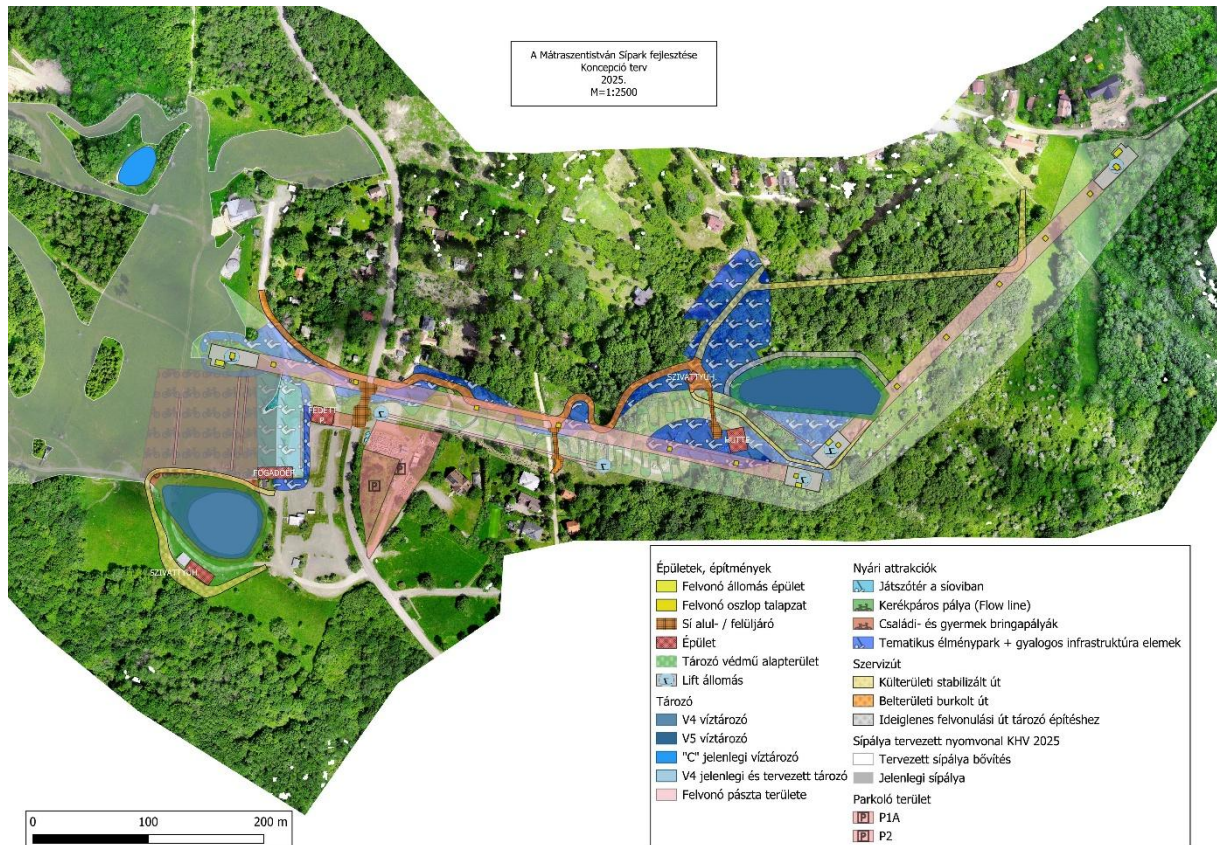 A Mátraszentistván Sípark fejlesztése
Koncepció terv
2025.
M=1:2500
SZIVATTYÚH.
FEDETT
P.
HÜTTE
FOGADÓÉP.
SZIVATTYÚH.
P
P
Épületek, építmények
Felvonó állomás épület
Felvonó oszlop talapzat
Sí alul- / felüljáró
Épület
Tározó védmű alapterület
Lift állomás
Tározó
V4 víztározó
V5 víztározó
"C" jelenlegi víztározó
V4 jelenlegi és tervezett tározó
Felvonó pászta területe
Nyári attrakciók
Játszótér a síoviban
Kerékpáros pálya (Flow line)
Családi- és gyermek bringapályák
Tematikus élménypark + gyalogos infrastruktúra elemek
Szervizút
Külterületi stabilizált út
Belterületi burkolt út
Ideiglenes felvonulási út tározó építéshez
Sípálya tervezett nyomvonal KHV 2025
Tervezett sípálya bővítés
Jelenlegi sípálya
Parkoló terület
P P1A
P P2
0 100 200 m